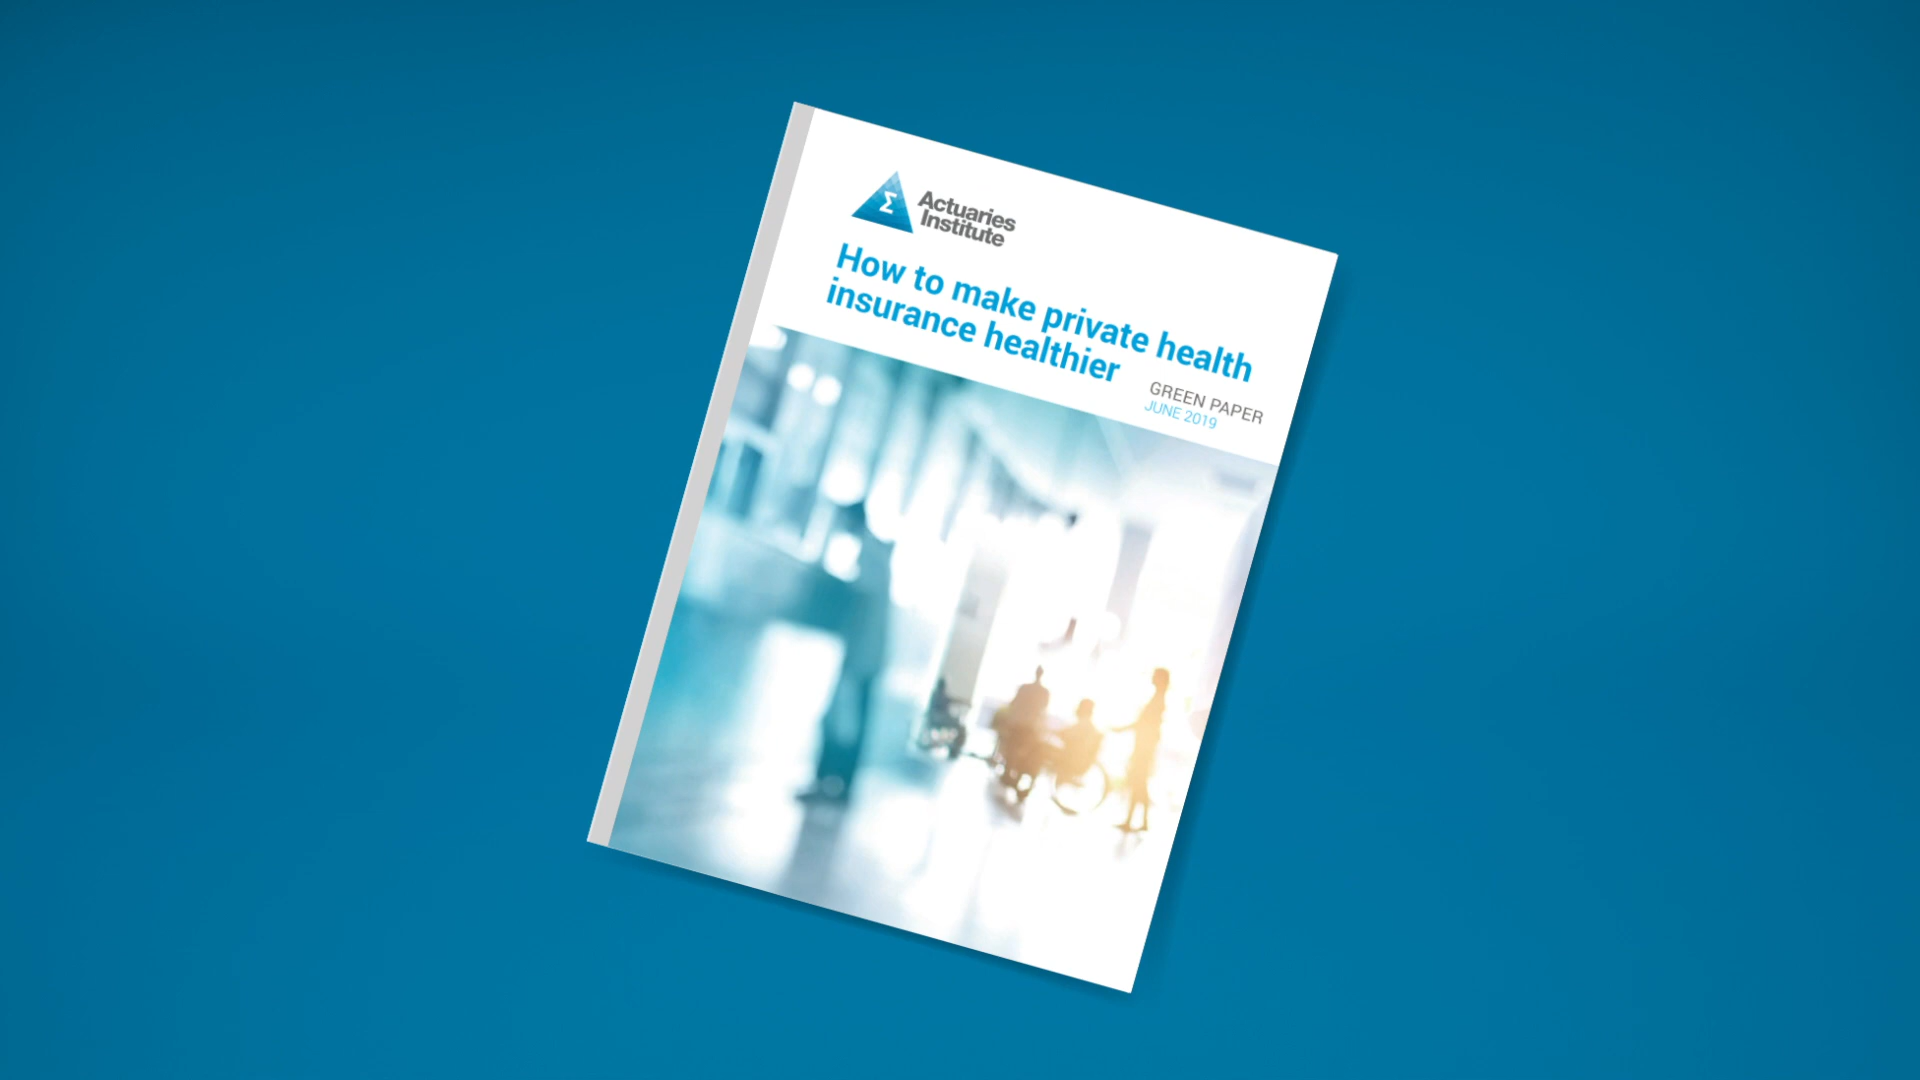 Σ
Actuaries
Institute
How to make private health
insurance healthier
GREEN PAPER
JUNE 2019